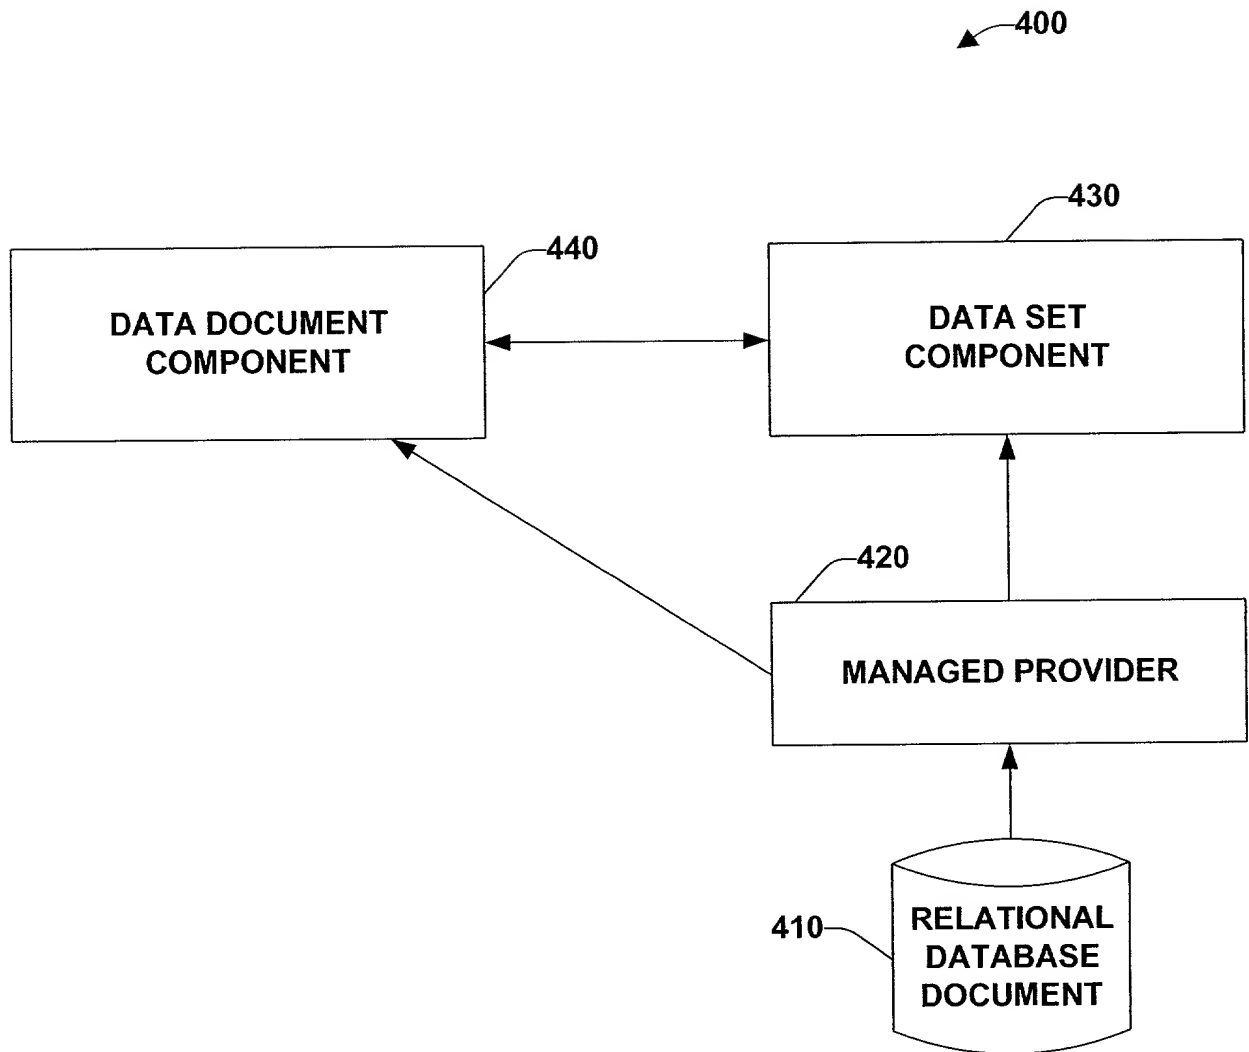 400
430
440
DATA DOCUMENT
COMPONENT
DATA SET
COMPONENT
420
MANAGED PROVIDER
410
RELATIONAL
DATABASE
DOCUMENT